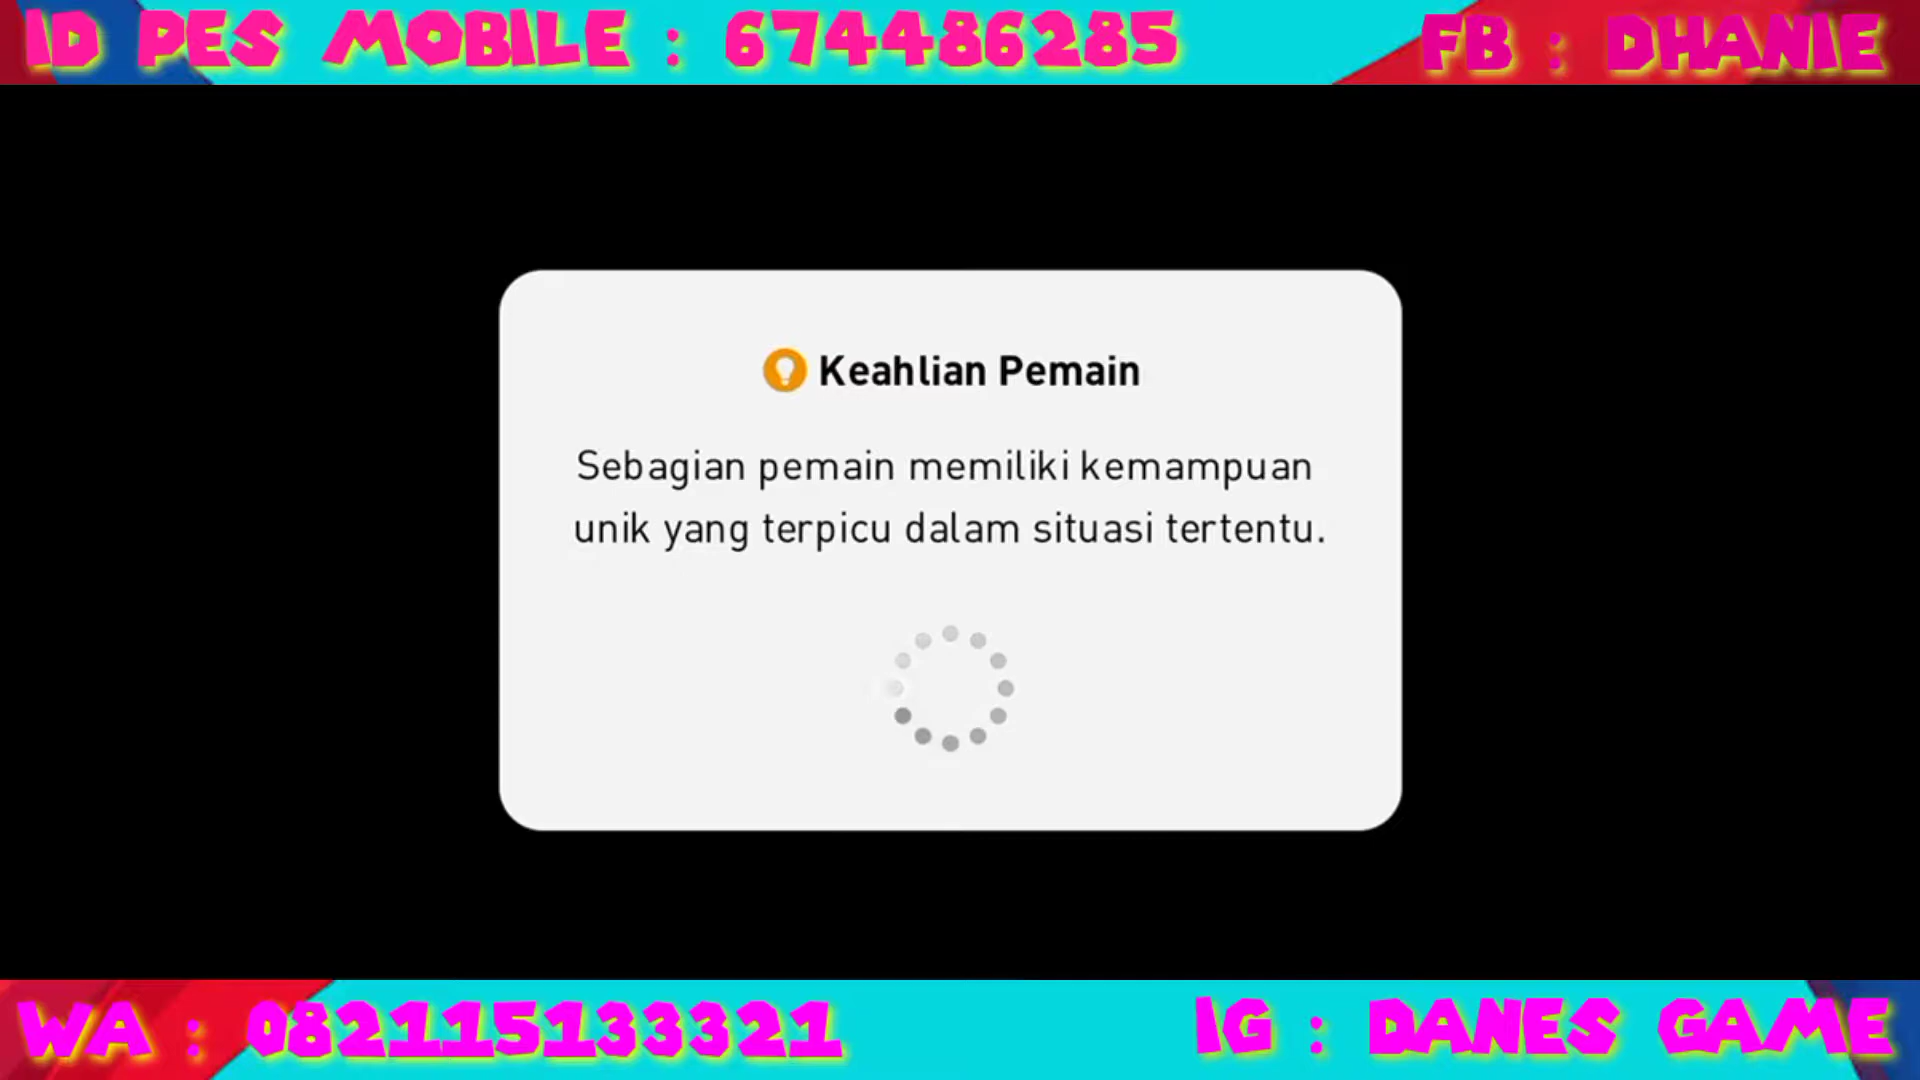 ID PES MOBILE : 674486285
FB : DHANIE
Keahlian Pemain
Sebagian pemain memiliki kemampuan
unik yang terpicu dalam situasi tertentu.
WA : 082115133321
IG : DANES GAME